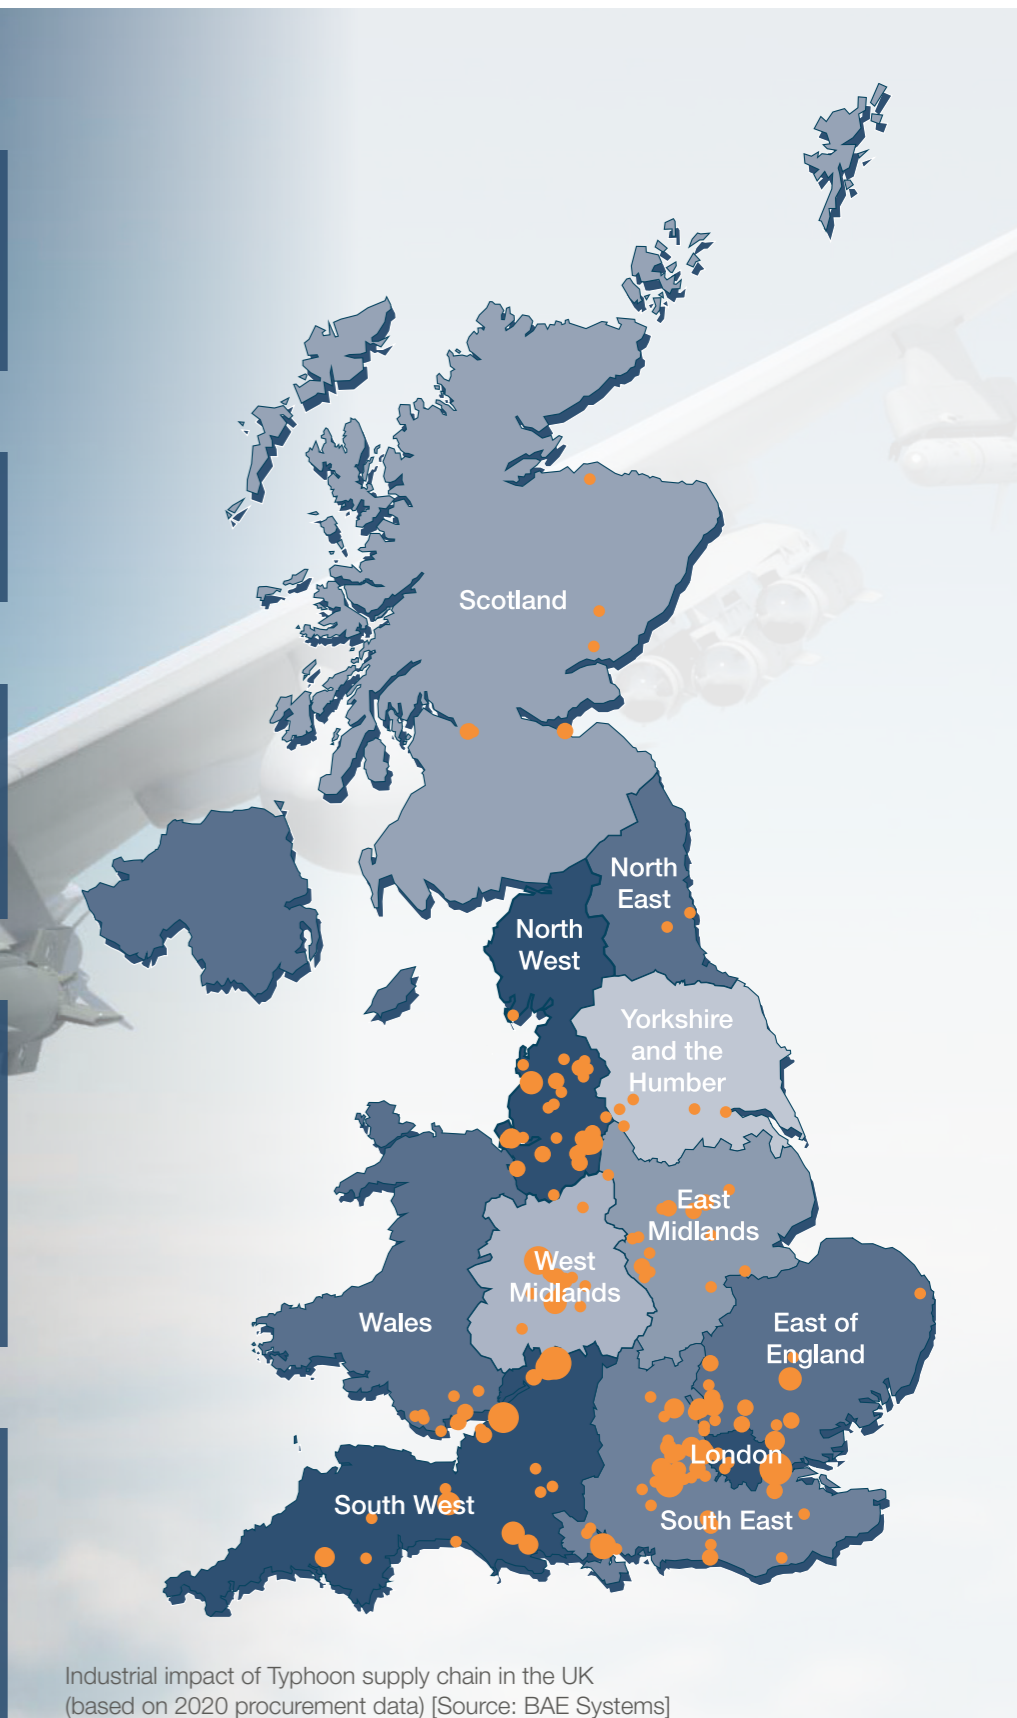 Scotland
North
East
North
West
Yorkshire
and the
Humber
East
Midlands
West
Midlands
Wales
East of
England
London
South West
South East
Industrial impact of Typhoon supply chain in the UK
(based on 2020 procurement data) [Source: BAE Systems]